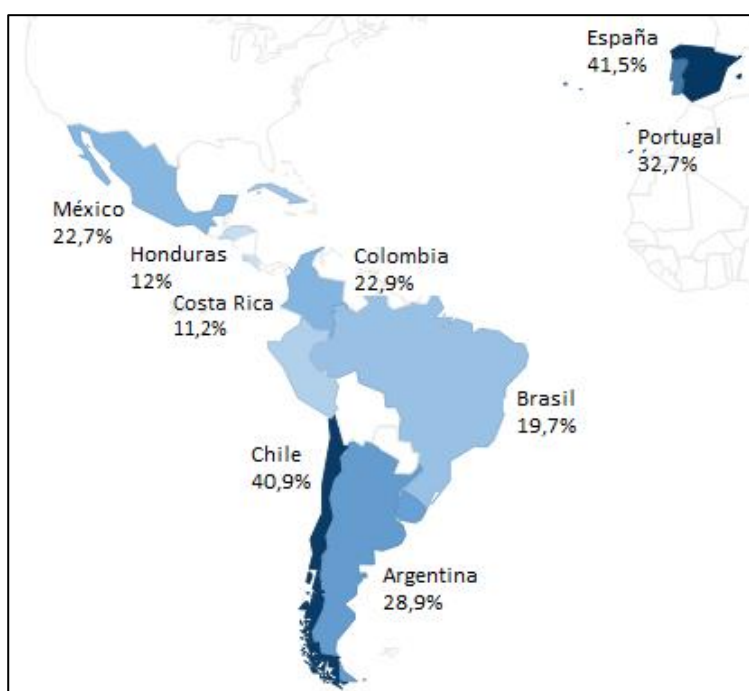 España
41,5%
Portugal
32,7%
México
22,7%
Honduras
12%
Costa Rica
11,2%
Colombia
22,9%
Brasil
19,7%
Chile
40,9%
Argentina
28,9%